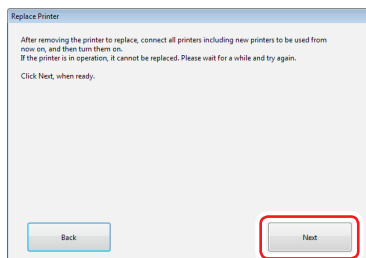 Replace Printer
After removing the printer to replace, connect all printers including new printers to be used from
now on, and then turn them on.
If the printer is in operation, it cannot be replaced. Please wait for a while and try again.
Click Next, when ready.
Back
Next